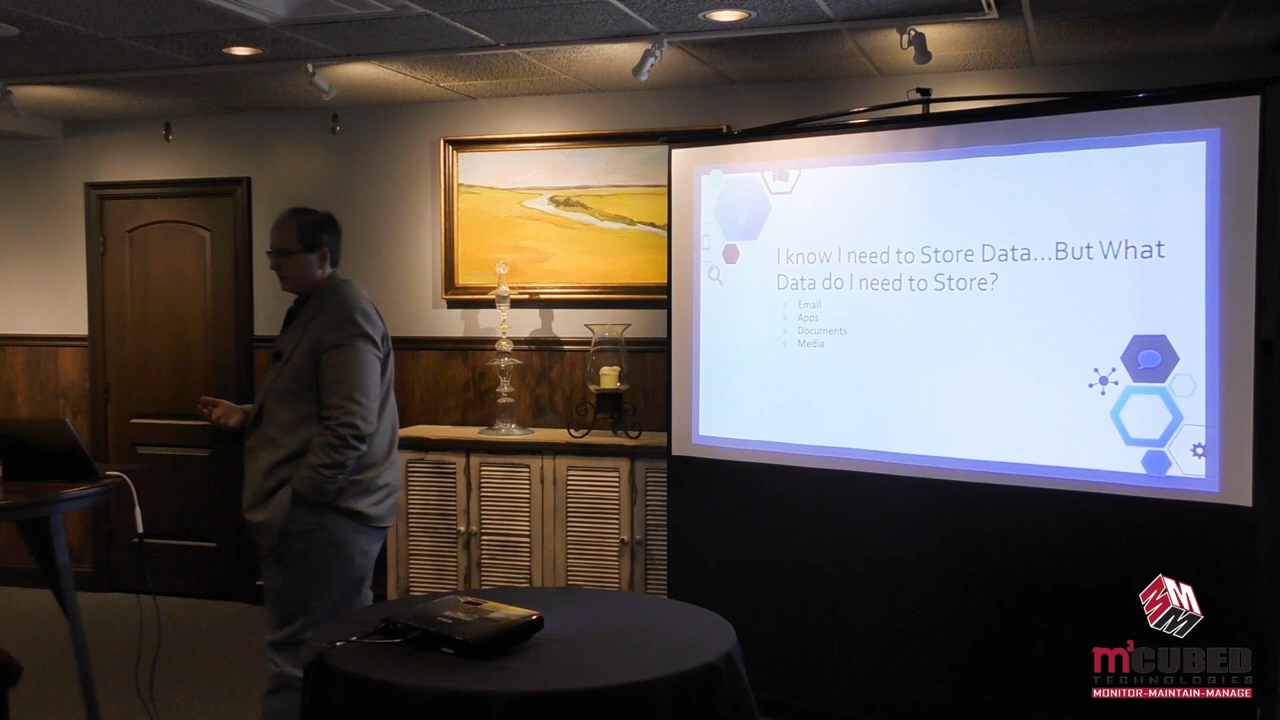 I know I need to Store Data...But What
Data do I need to Store?
Email
Apps
Documents
Media
M
M
M
m³CUBED
TECHNOLOGIES
MONITOR-MAINTAIN-MANAGE